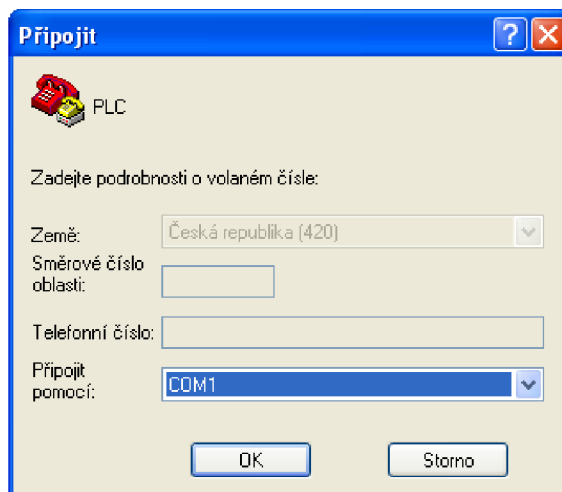 Připojit
PLC
Zadejte podrobnosti o volaném čísle:
Země: Česká republika (420)
Směrové číslo
oblasti:
Telefonní číslo:
Připojit
pomocí: COM1
OK Storno